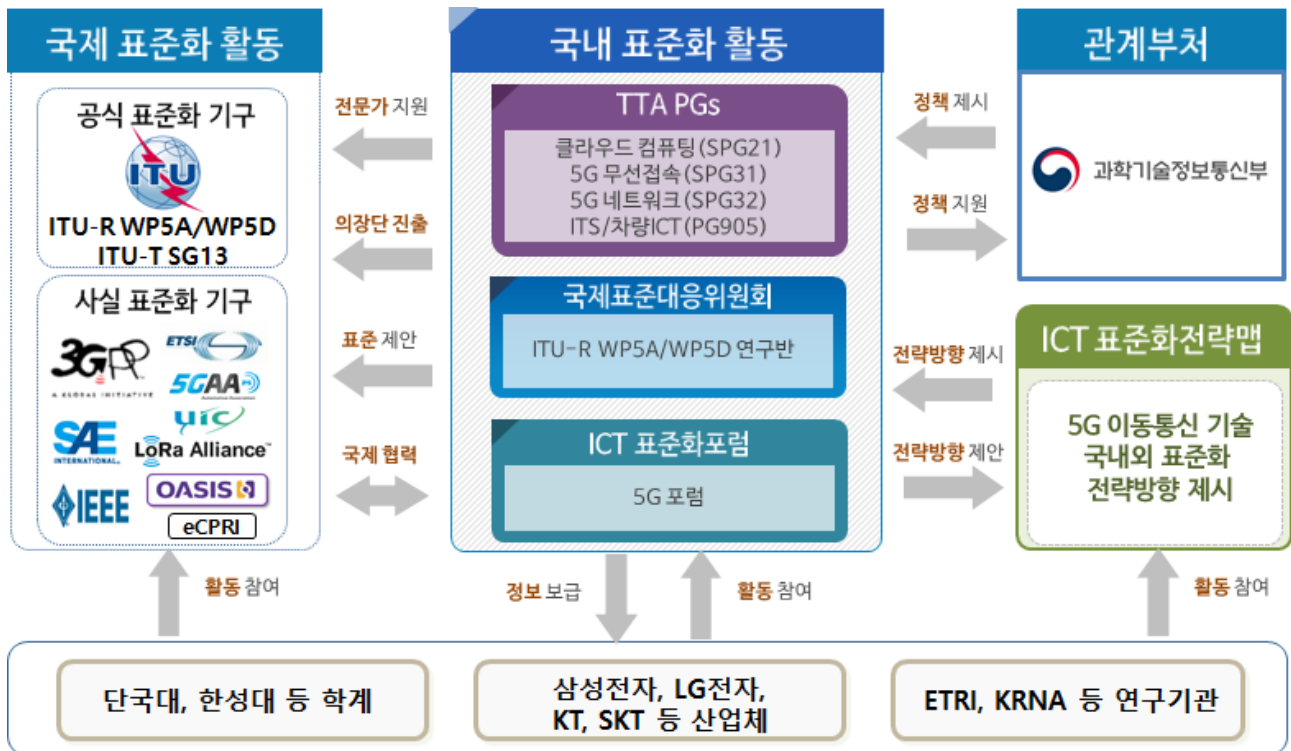 국제 표준화 활동
공식 표준화 기구
ITU
ITU-R WP5A/WP5D
ITU-T SG13
사실 표준화 기구
3GPP
A GLOBAL INITIATIVE
ETSI
5GAA
Automotive Association
uic
SAE
INTERNATIONAL
LoRa Alliance™
IEEE
OASIS
eCPRI
전문가 지원
의장단 진출
표준 제안
국제 협력
국내 표준화 활동
TTA PGs
클라우드 컴퓨팅(SPG21)
5G 무선접속(SPG31)
5G 네트워크(SPG32)
ITS/차량ICT(PG905)
국제표준대응위원회
ITU-R WP5A/WP5D 연구반
ICT 표준화포럼
5G 포럼
정책 제시
정책 지원
전략방향 제시
전략방향 제안
관계부처
과학기술정보통신부
ICT 표준화전략맵
5G 이동통신 기술
국내외 표준화
전략방향 제시
활동 참여
정보 보급
활동 참여
활동 참여
단국대, 한성대 등 학계
삼성전자, LG전자,
KT, SKT 등 산업체
ETRI, KRNA 등 연구기관